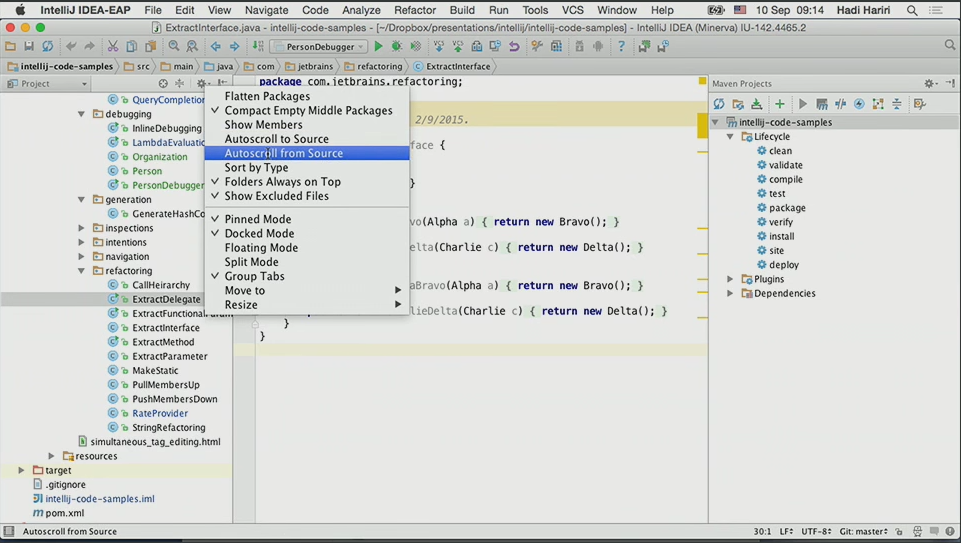 IntelliJ IDEA-EAP File Edit View Navigate Code Analyze Refactor Build Run Tools VCS Window Help 10 Sep 09:14 Hadi Hariri
ExtractInterface.java - intellij-code-samples - [~/Dropbox/presentations/intellij/intellij-code-samples] - IntelliJ IDEA (Minerva) IU-142.4465.2
PersonDebugger
intellij-code-samples src main java com jetbrains refactoring ExtractInterface
Project
QueryCompletion
debugging
InlineDebugging
LambdaEvaluatio
Organization
Person
PersonDebugger
generation
GenerateHashCo
inspections
intentions
navigation
refactoring
CallHeirarchy
ExtractDelegate
ExtractFunctionalParam
ExtractInterface
ExtractMethod
ExtractParameter
MakeStatic
PullMembersUp
PushMembersDown
RateProvider
StringRefactoring
simultaneous_tag_editing.html
resources
target
.gitignore
intellij-code-samples.iml
pom.xml
Flatten Packages
Compact Empty Middle Packages
Show Members
Autoscroll to Source
Autoscroll from Source
Sort by Type
Folders Always on Top
Show Excluded Files
Pinned Mode
Docked Mode
Floating Mode
Split Mode
Group Tabs
Move to
Resize
package com.jetbrains.refactoring;
2/9/2015.
face {
}
vo(Alpha a) { return new Bravo(); }
elta(Charlie c) { return new Delta(); }
aBravo(Alpha a) { return new Bravo(); }
lieDelta(Charlie c) { return new Delta(); }
}
}
Maven Projects
intellij-code-samples
Lifecycle
clean
validate
compile
test
package
verify
install
site
deploy
Plugins
Dependencies
Autoscroll from Source 30:1 LF UTF-8 Git: master